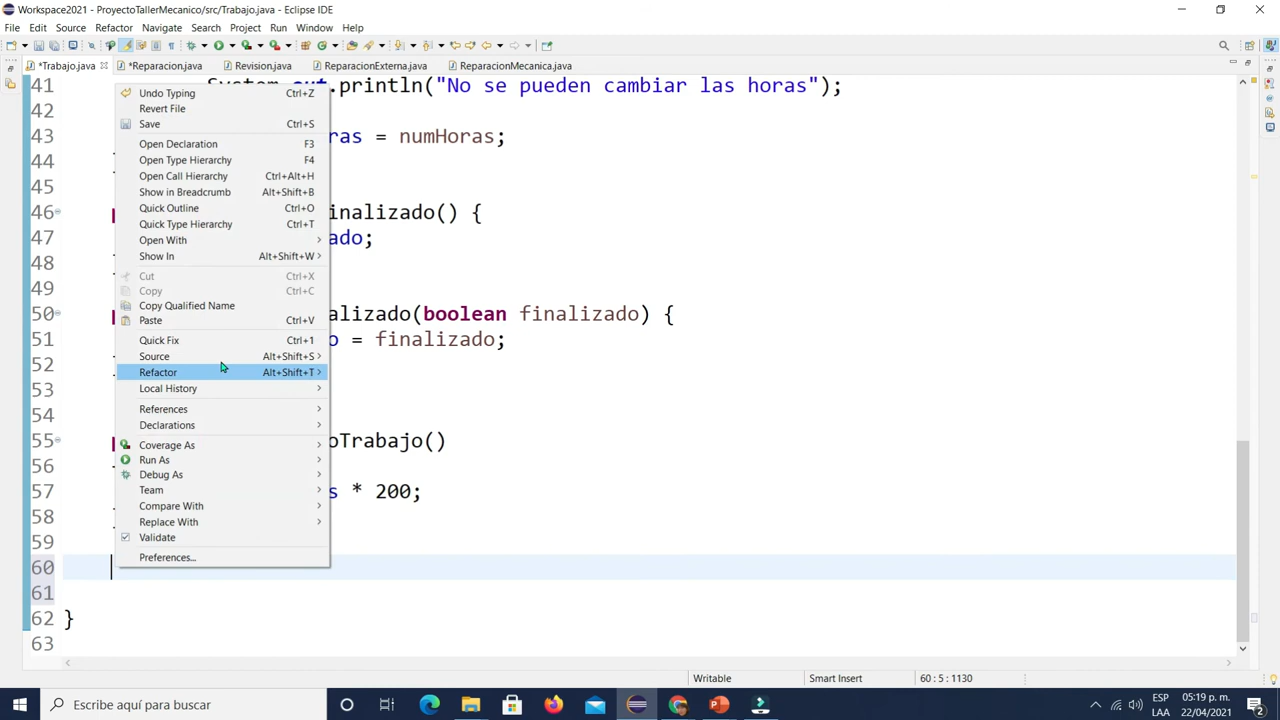 Workspace2021 - ProyectoTallerMecanico/src/Trabajo.java - Eclipse IDE
File Edit Source Refactor Navigate Search Project Run Window Help
*Trabajo.java *Reparacion.java Revision.java ReparacionExterna.java ReparacionMecanica.java
41 System.out.println("No se pueden cambiar las horas");
42
43 ras = numHoras;
44
45
46 inalizado() {
47 ado;
48
49
50 alizado(boolean finalizado) {
51 o = finalizado;
52
53
54
55 oTrabajo()
56
57 s * 200;
58
59
60
61
62 }
63
Undo Typing Ctrl+Z
Revert File
Save Ctrl+S
Open Declaration F3
Open Type Hierarchy F4
Open Call Hierarchy Ctrl+Alt+H
Show in Breadcrumb Alt+Shift+B
Quick Outline Ctrl+O
Quick Type Hierarchy Ctrl+T
Open With
Show In Alt+Shift+W
Cut Ctrl+X
Copy Ctrl+C
Copy Qualified Name
Paste Ctrl+V
Quick Fix Ctrl+1
Source Alt+Shift+S
Refactor Alt+Shift+T
Local History
References
Declarations
Coverage As
Run As
Debug As
Team
Compare With
Replace With
Validate
Preferences...
Writable Smart Insert 60 : 5 : 1130
Escribe aquí para buscar
ESP 05:19 p. m.
LAA 22/04/2021
2